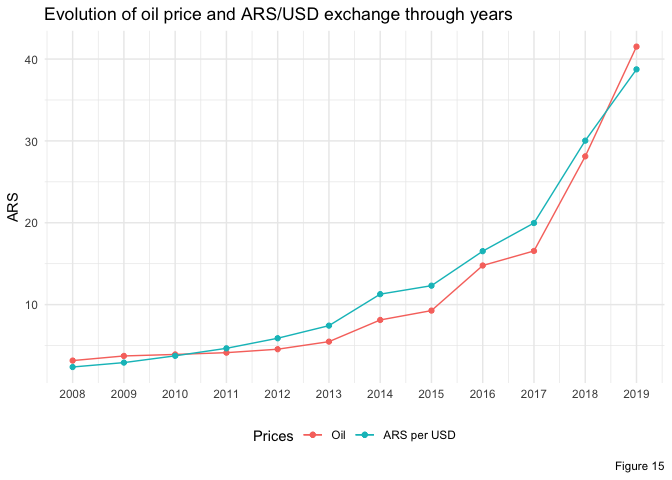 Evolution of oil price and ARS/USD exchange through years
ARS
40
30
20
10
2008 2009 2010 2011 2012 2013 2014 2015 2016 2017 2018 2019
Prices Oil ARS per USD
Figure 15